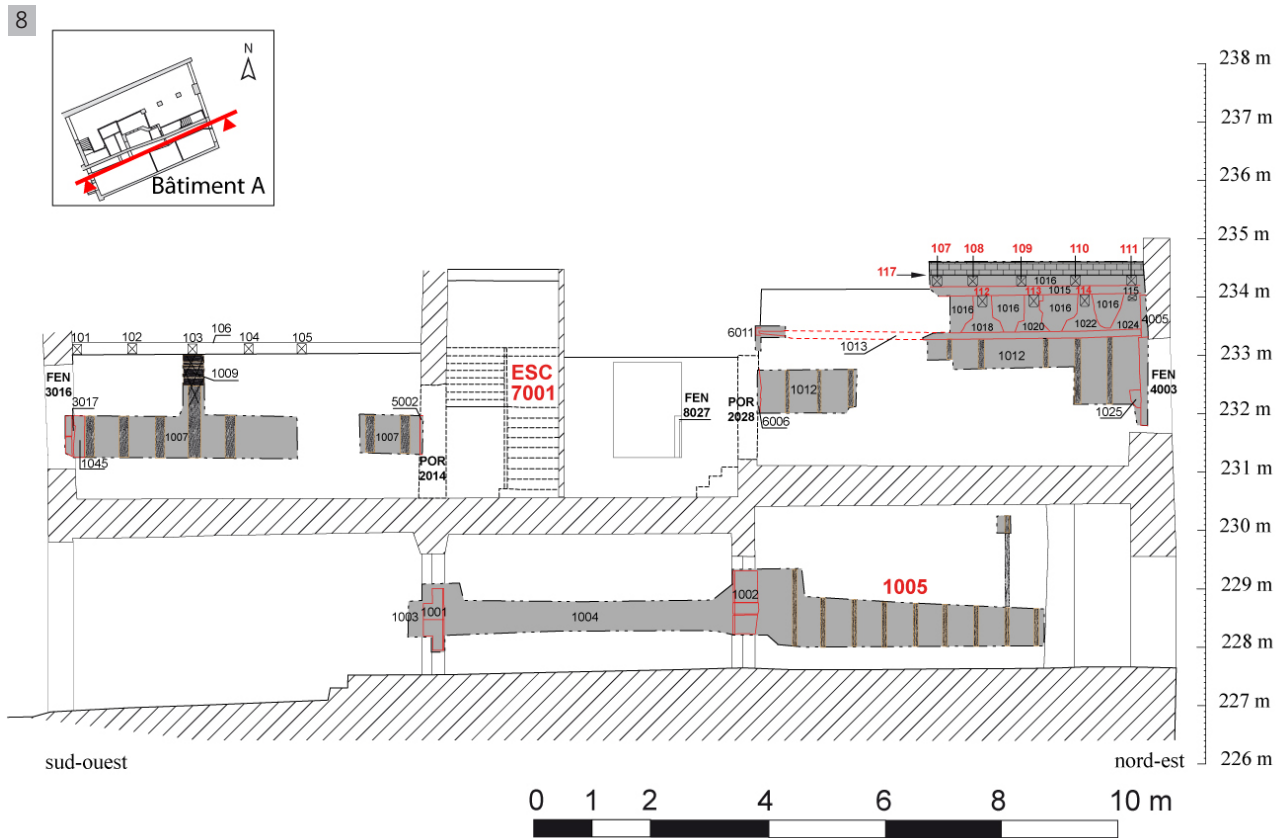 8
N
Bâtiment A
238 m
237 m
236 m
235 m
234 m
233 m
232 m
231 m
230 m
229 m
228 m
227 m
226 m
107 108 109 110 111
117
1016
1015
112 113 114 115
1016 1016 1016 1016
1018 1020 1022 1024
4005
6011
1013
1012
1012
FEN
4003
1025
6006
POR
2028
FEN
8027
ESC
7001
101 102 103 104 105
106
1009
FEN
3016
3017
1007
1007
5002
1045
POR
2014
1005
1003 1001
1004
1002
sud-ouest
nord-est
0 1 2 4 6 8 10 m